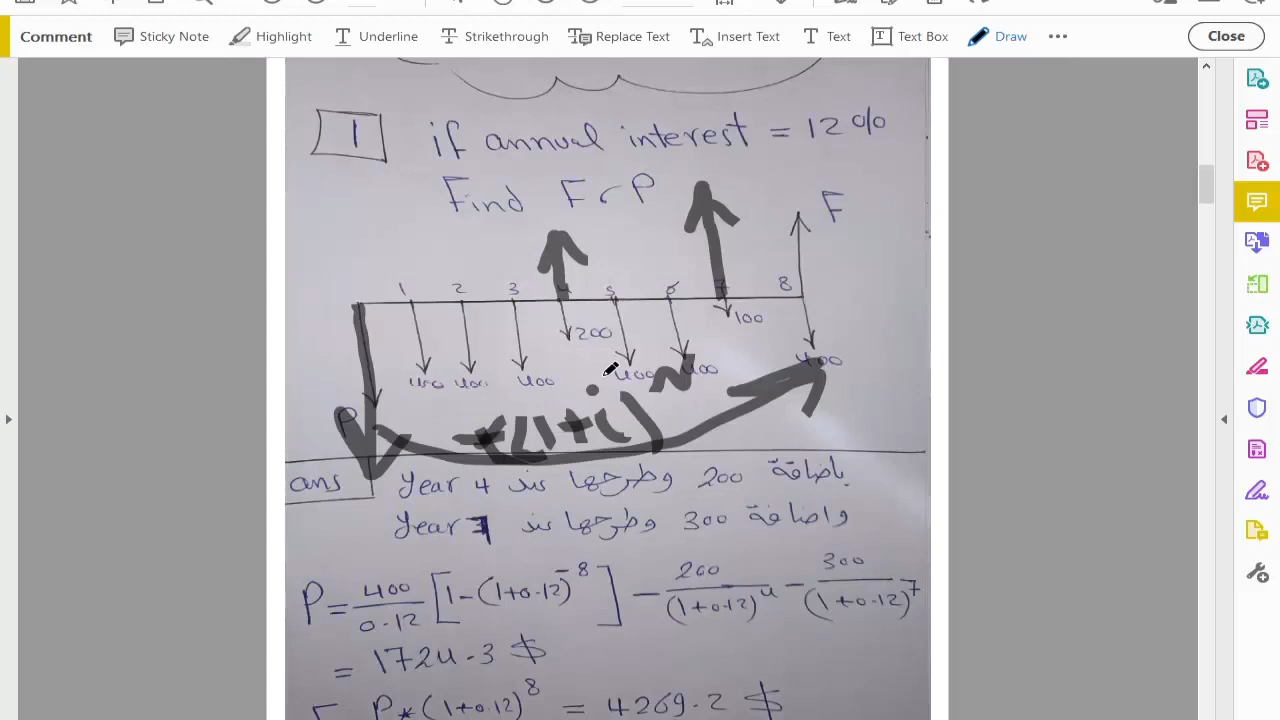 Comment Sticky Note Highlight Underline Strikethrough Replace Text Insert Text Text Text Box Draw Close
1 if annual interest = 12%
Find F, P
F
1 2 3 4 5 6 7 8
100
200
400 400 400 400 400 400
P +(1+i)^N
ans Year 4 باضافة 200 وطرحها عند
Year 7 واضافة 300 وطرحها عند
P = 400/0.12 [1-(1+0.12)^-8] - 200/(1+0.12)^4 - 300/(1+0.12)^7
= 1724.3 $
P*(1+0.12)^8 = 4269.2 $